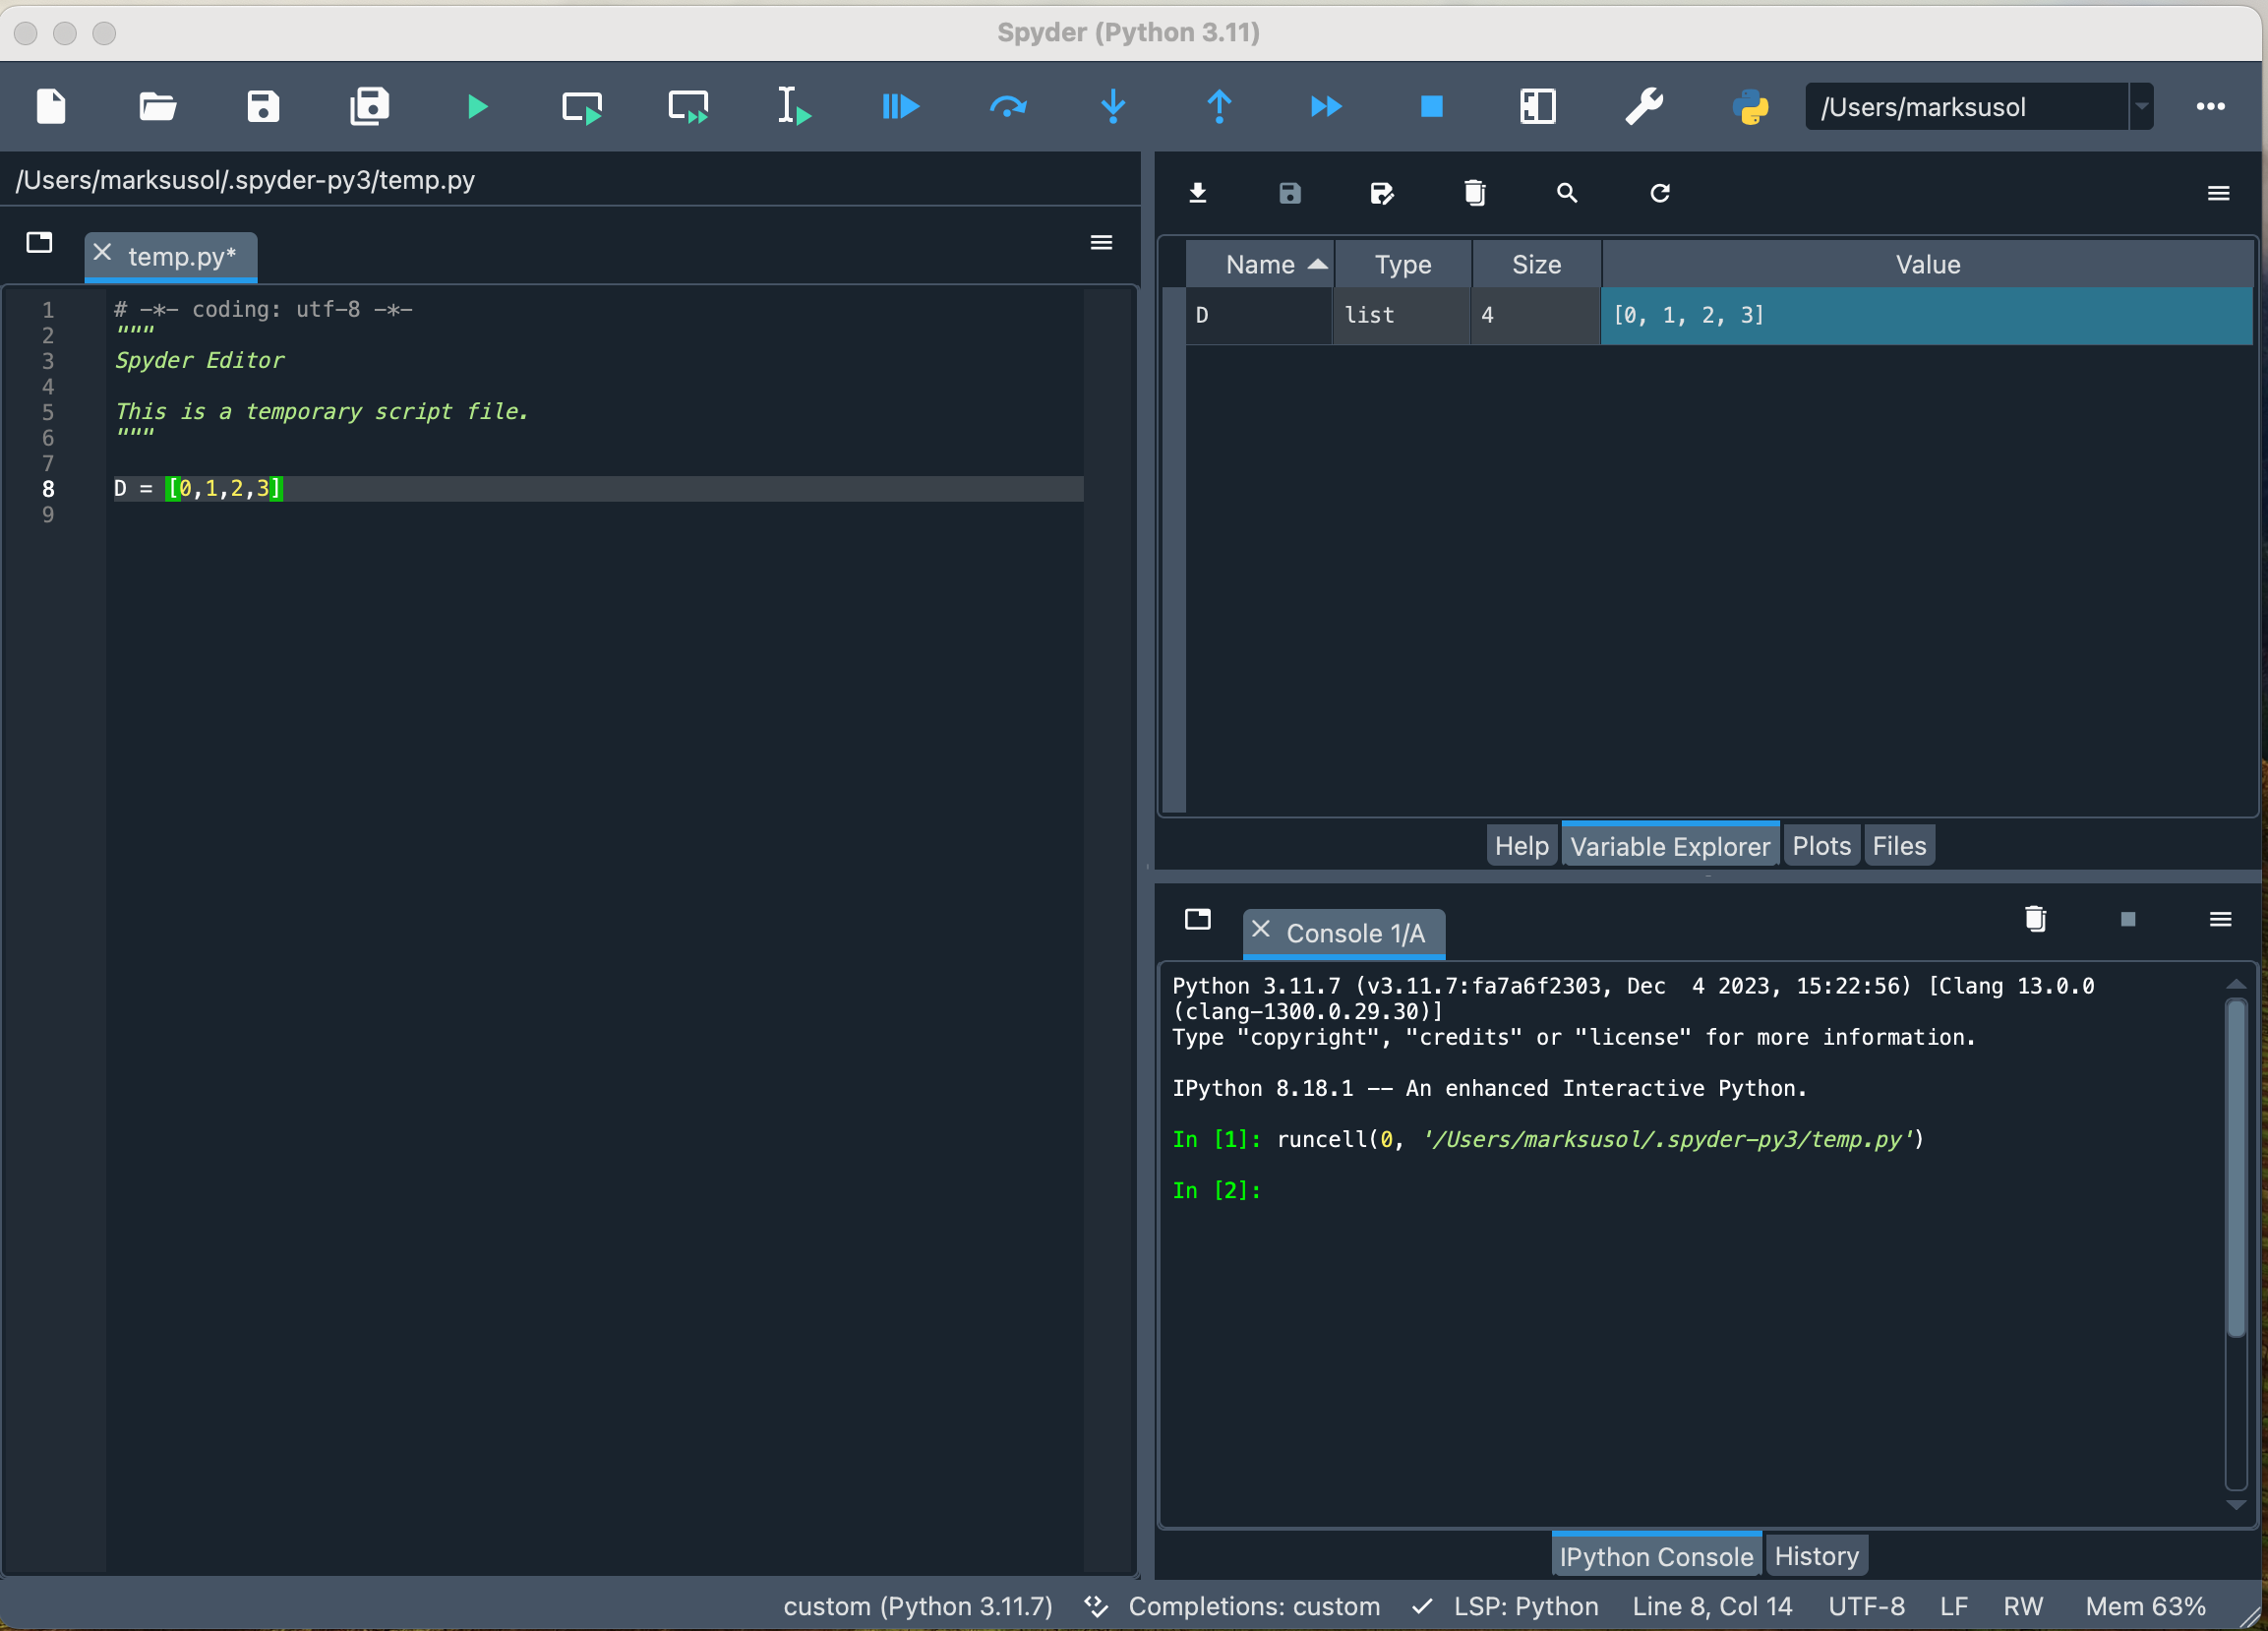 Spyder (Python 3.11)
/Users/marksusol
/Users/marksusol/.spyder-py3/temp.py
temp.py*
1 # -*- coding: utf-8 -*-
2 """
3 Spyder Editor
4
5 This is a temporary script file.
6 """
7
8 D = [0,1,2,3]
9
Name Type Size Value
D list 4 [0, 1, 2, 3]
Help Variable Explorer Plots Files
Console 1/A
Python 3.11.7 (v3.11.7:fa7a6f2303, Dec  4 2023, 15:22:56) [Clang 13.0.0
(clang-1300.0.29.30)]
Type "copyright", "credits" or "license" for more information.
IPython 8.18.1 -- An enhanced Interactive Python.
In [1]: runcell(0, '/Users/marksusol/.spyder-py3/temp.py')
In [2]:
IPython Console History
custom (Python 3.11.7) Completions: custom LSP: Python Line 8, Col 14 UTF-8 LF RW Mem 63%